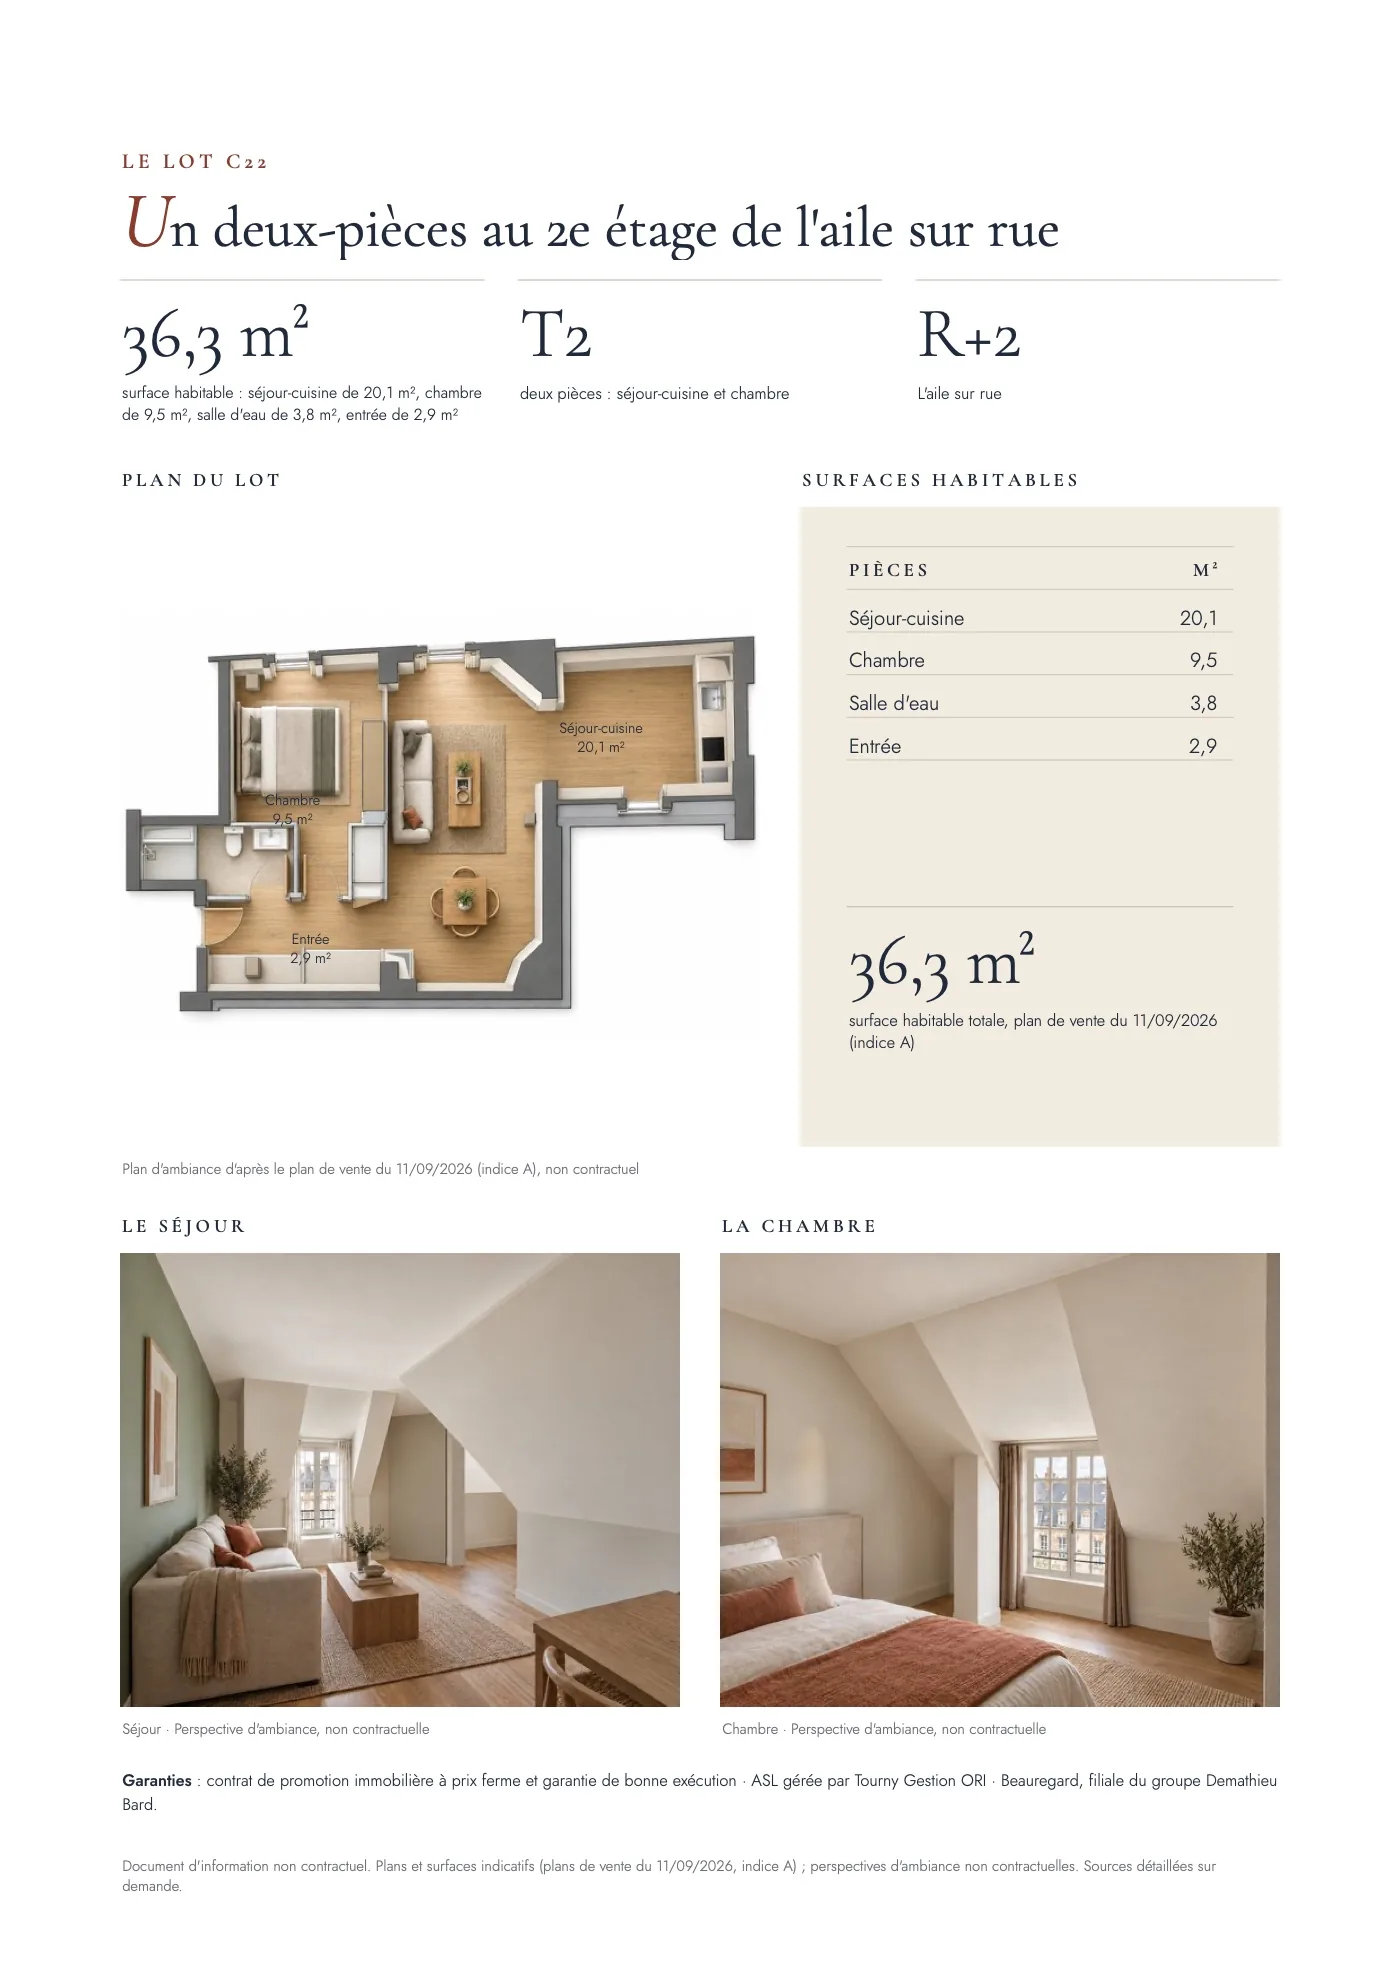 LE LOT C22
Un deux-pièces au 2e étage de l'aile sur rue
36,3 m²
surface habitable : séjour-cuisine de 20,1 m², chambre
de 9,5 m², salle d'eau de 3,8 m², entrée de 2,9 m²
T2
deux pièces : séjour-cuisine et chambre
R+2
L'aile sur rue
PLAN DU LOT
Séjour-cuisine
20,1 m²
Chambre
9,5 m²
Entrée
2,9 m²
Plan d'ambiance d'après le plan de vente du 11/09/2026 (indice A), non contractuel
SURFACES HABITABLES
PIÈCES M²
Séjour-cuisine 20,1
Chambre 9,5
Salle d'eau 3,8
Entrée 2,9
36,3 m²
surface habitable totale, plan de vente du 11/09/2026
(indice A)
LE SÉJOUR
Séjour · Perspective d'ambiance, non contractuelle
LA CHAMBRE
Chambre · Perspective d'ambiance, non contractuelle
Garanties : contrat de promotion immobilière à prix ferme et garantie de bonne exécution · ASL gérée par Tourny Gestion ORI · Beauregard, filiale du groupe Demathieu
Bard.
Document d'information non contractuel. Plans et surfaces indicatifs (plans de vente du 11/09/2026, indice A) ; perspectives d'ambiance non contractuelles. Sources détaillées sur
demande.